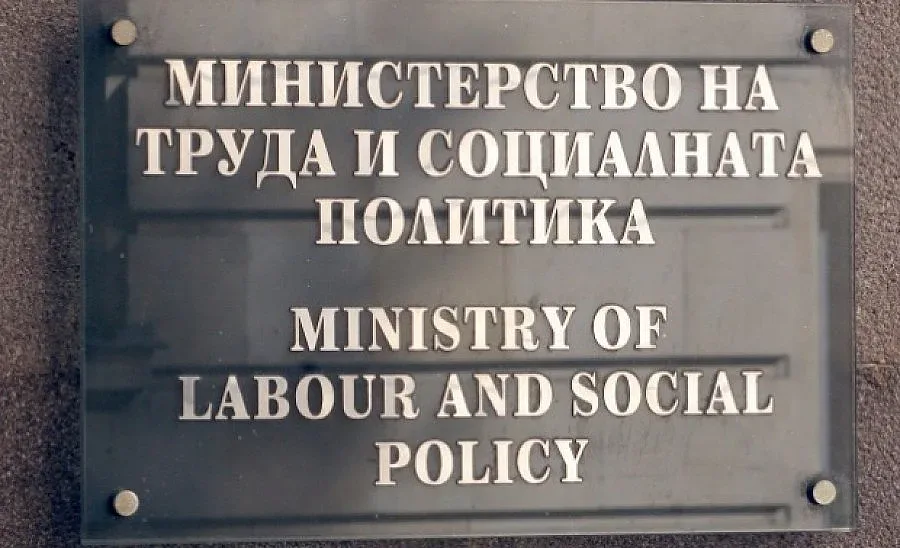 МИНИСТЕРСТВО НА
ТРУДА И СОЦИАЛНАТА
ПОЛИТИКА
MINISTRY OF
LABOUR AND SOCIAL
POLICY